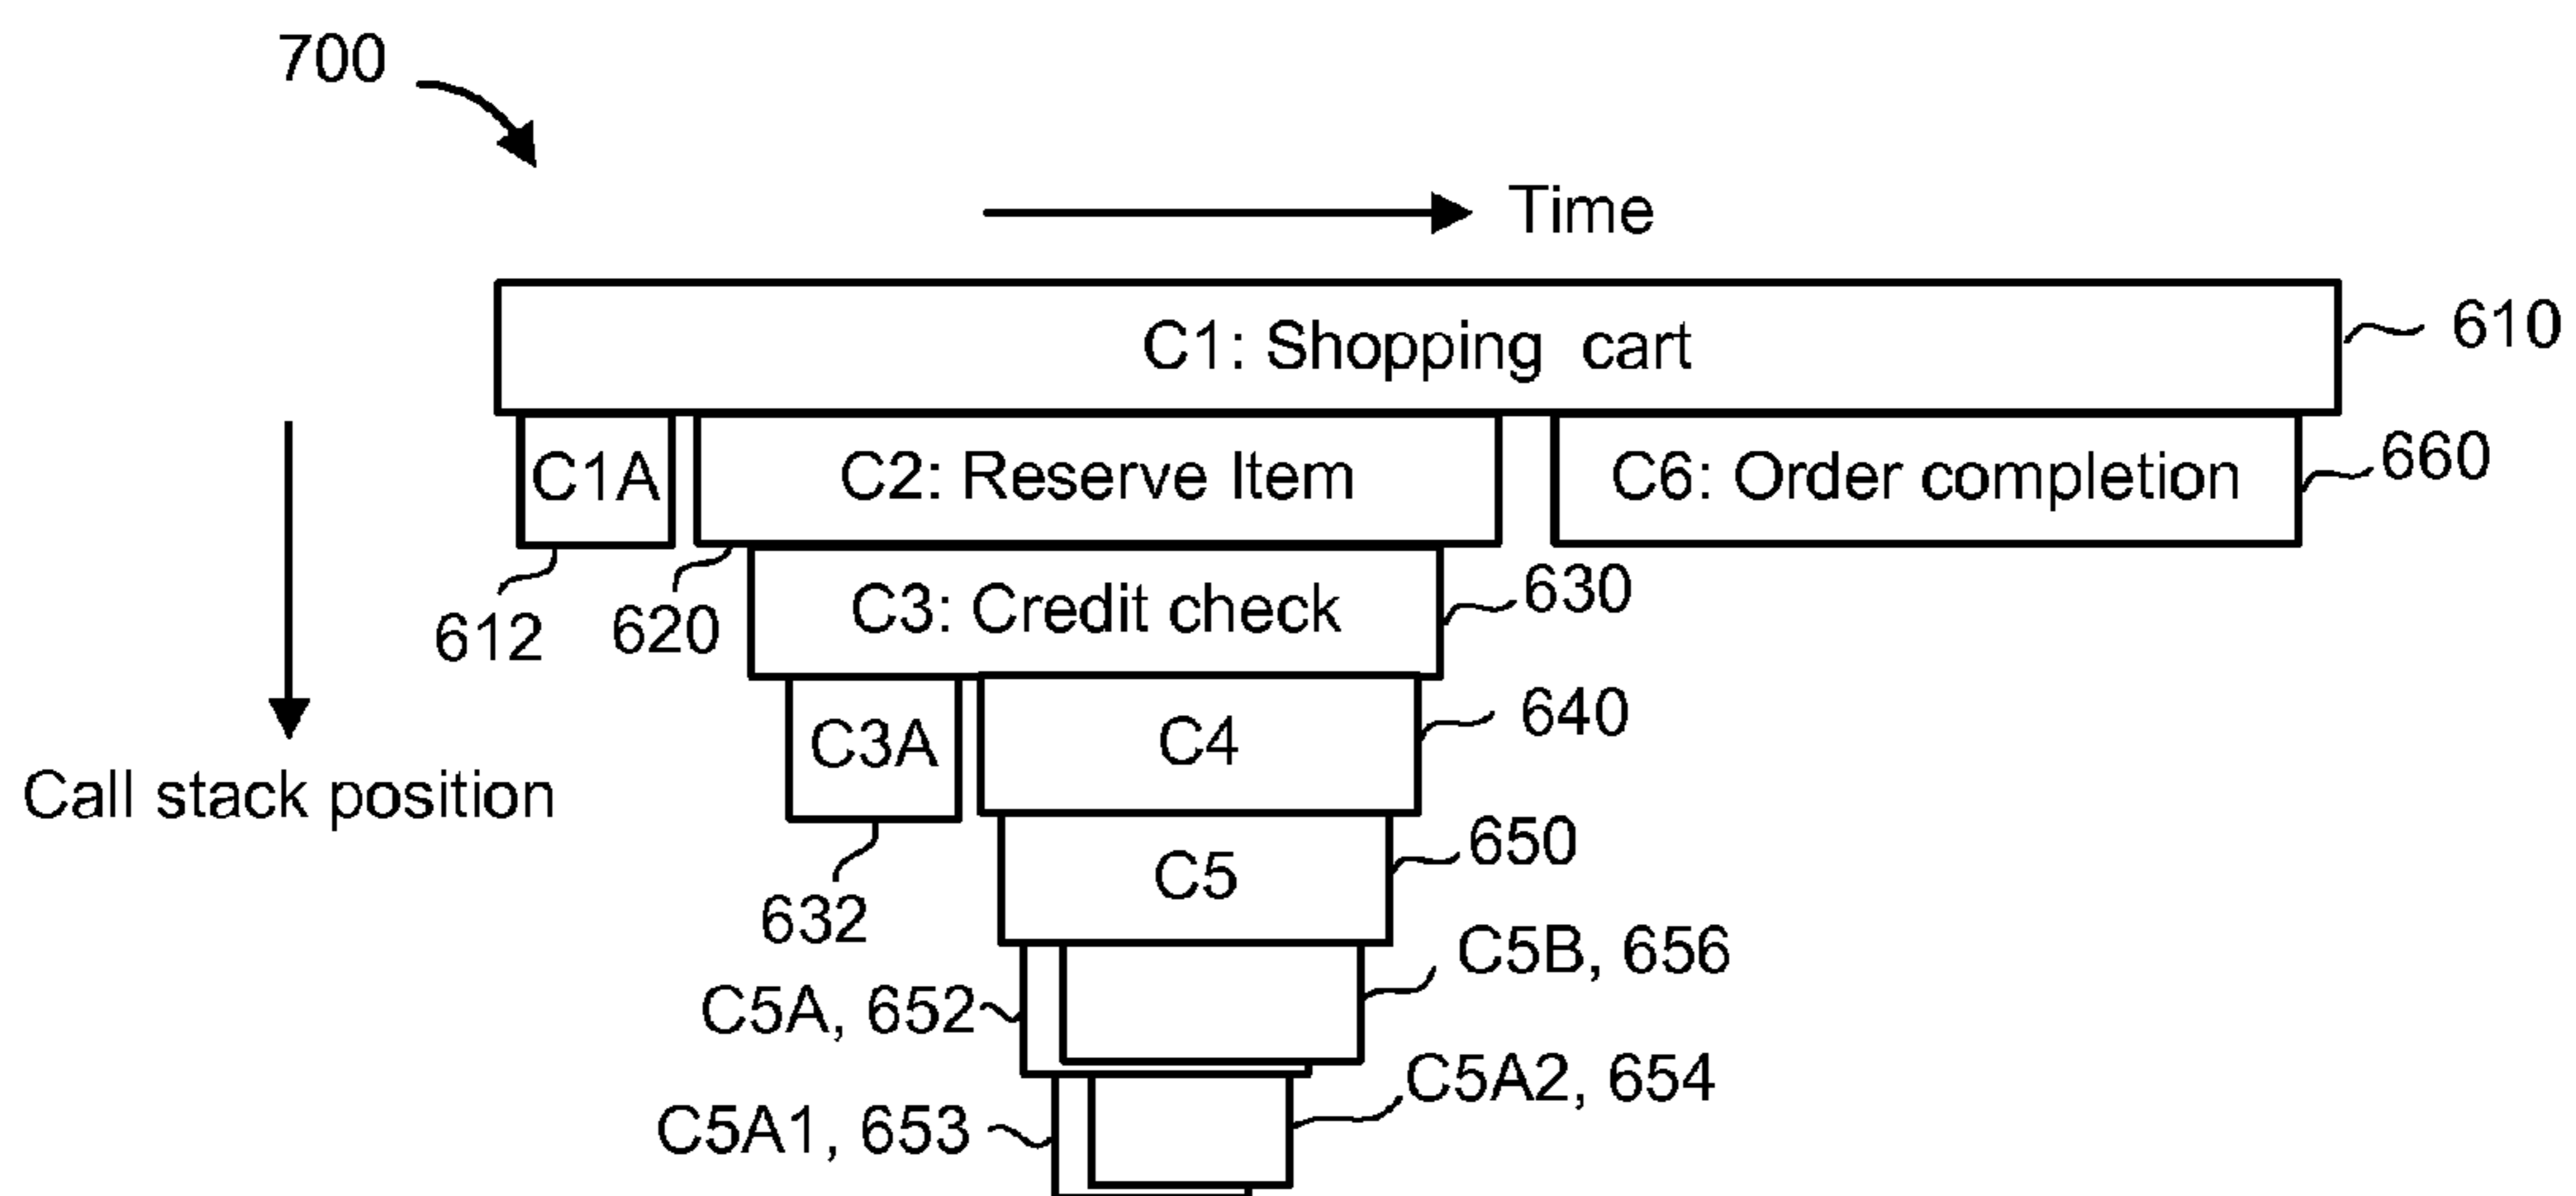 700
Time
C1: Shopping cart
610
C1A
C2: Reserve Item
C6: Order completion
660
612
620
C3: Credit check
630
C3A
C4
640
Call stack position
632
C5
650
C5A, 652
C5B, 656
C5A1, 653
C5A2, 654